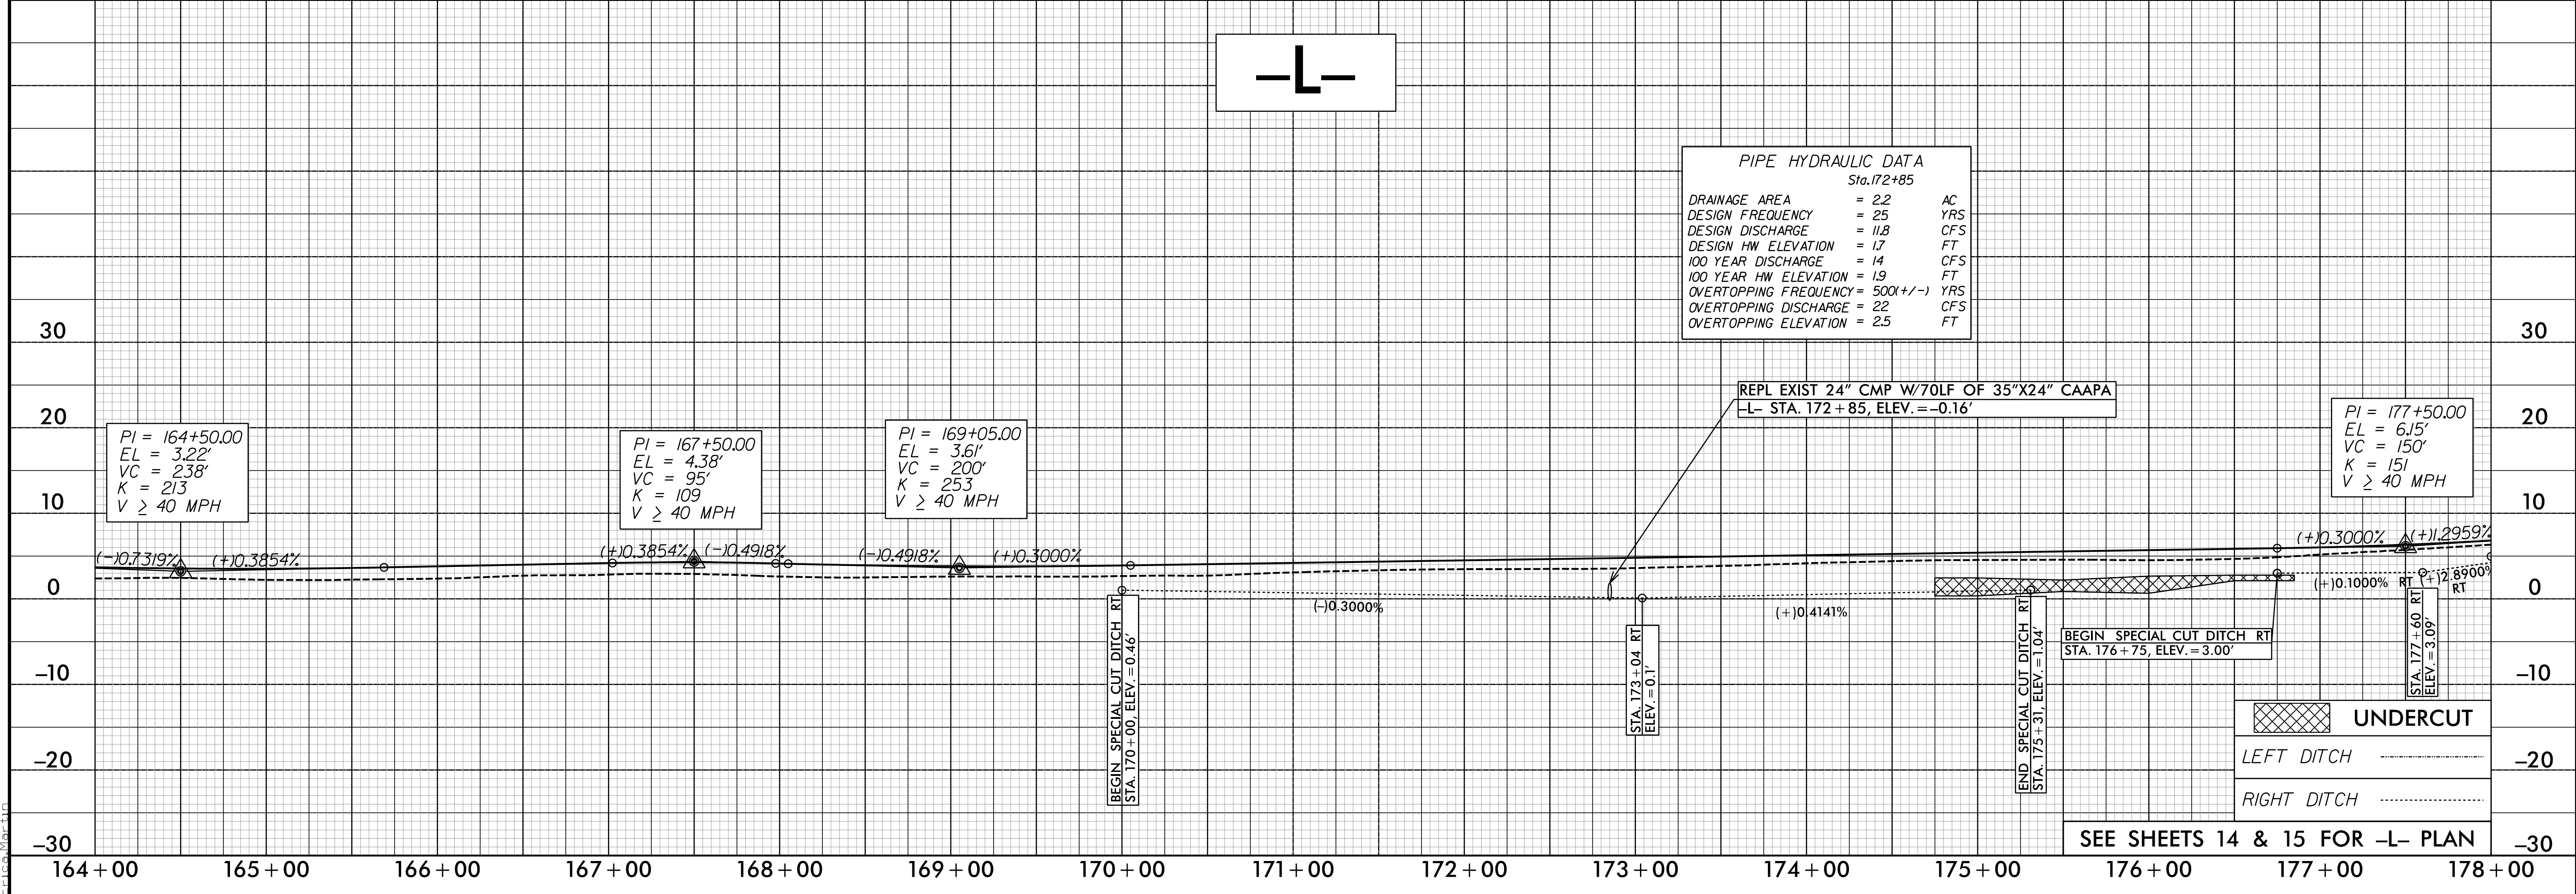 –L–
PIPE HYDRAULIC DATA
Sta.172+85
DRAINAGE AREA = 2.2 AC
DESIGN FREQUENCY = 25 YRS
DESIGN DISCHARGE = 11.8 CFS
DESIGN HW ELEVATION = 1.7 FT
100 YEAR DISCHARGE = 14 CFS
100 YEAR HW ELEVATION = 1.9 FT
OVERTOPPING FREQUENCY = 500(+/-) YRS
OVERTOPPING DISCHARGE = 22 CFS
OVERTOPPING ELEVATION = 2.5 FT
30 30
20 20
10 10
0 0
–10 –10
–20 –20
–30 –30
REPL EXIST 24" CMP W/70LF OF 35"X24" CAAPA
–L– STA. 172+85, ELEV.=–0.16'
PI = 164+50.00
EL = 3.22'
VC = 238'
K = 213
V ≥ 40 MPH
PI = 167+50.00
EL = 4.38'
VC = 95'
K = 109
V ≥ 40 MPH
PI = 169+05.00
EL = 3.61'
VC = 200'
K = 253
V ≥ 40 MPH
PI = 177+50.00
EL = 6.15'
VC = 150'
K = 151
V ≥ 40 MPH
(-)0.7319% (+)0.3854% (+)0.3854% (-)0.4918% (-)0.4918% (+)0.3000% (+)0.3000% (+)1.2959%
(–)0.3000%
(+)0.4141%
(+)0.1000% RT
(+)2.8900%
RT
BEGIN SPECIAL CUT DITCH RT
STA. 170+00, ELEV.=0.46'
STA. 173+04 RT
ELEV.=0.1'
END SPECIAL CUT DITCH RT
STA. 175+31, ELEV.=1.04'
BEGIN SPECIAL CUT DITCH RT
STA. 176+75, ELEV.=3.00'
STA. 177+60 RT
ELEV.=3.09'
UNDERCUT
LEFT DITCH
RIGHT DITCH
SEE SHEETS 14 & 15 FOR –L– PLAN
164+00 165+00 166+00 167+00 168+00 169+00 170+00 171+00 172+00 173+00 174+00 175+00 176+00 177+00 178+00